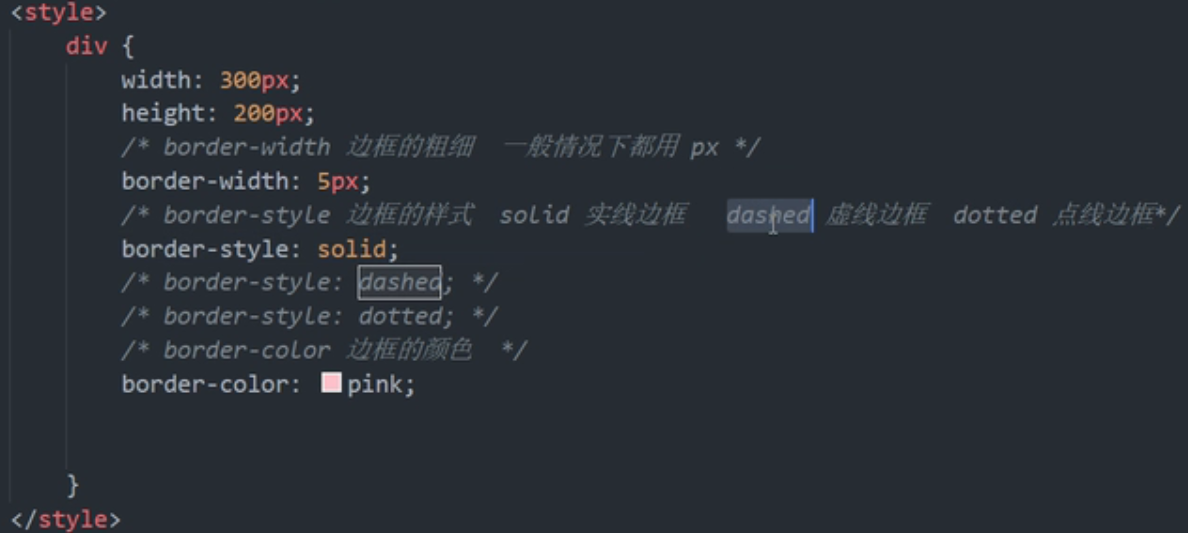 <style>
div {
width: 300px;
height: 200px;
/* border-width 边框的粗细 一般情况下都用 px */
border-width: 5px;
/* border-style 边框的样式 solid 实线边框 dashed 虚线边框 dotted 点线边框*/
border-style: solid;
/* border-style: dashed; */
/* border-style: dotted; */
/* border-color 边框的颜色 */
border-color: pink;
}
</style>